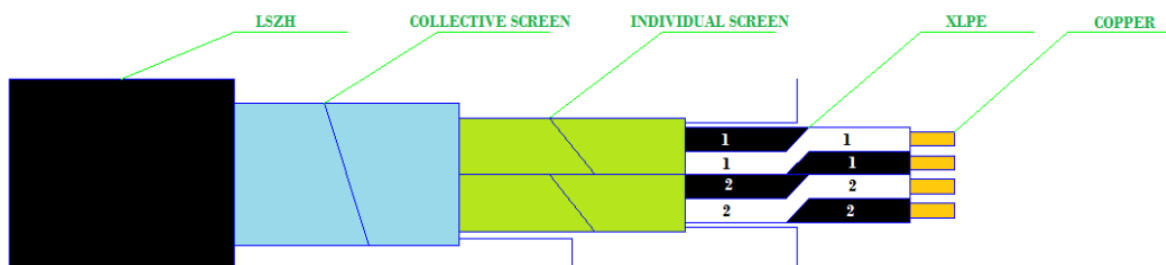 LSZH COLLECTIVE SCREEN INDIVIDUAL SCREEN XLPE COPPER
1 1
1 1
2 2
2 2